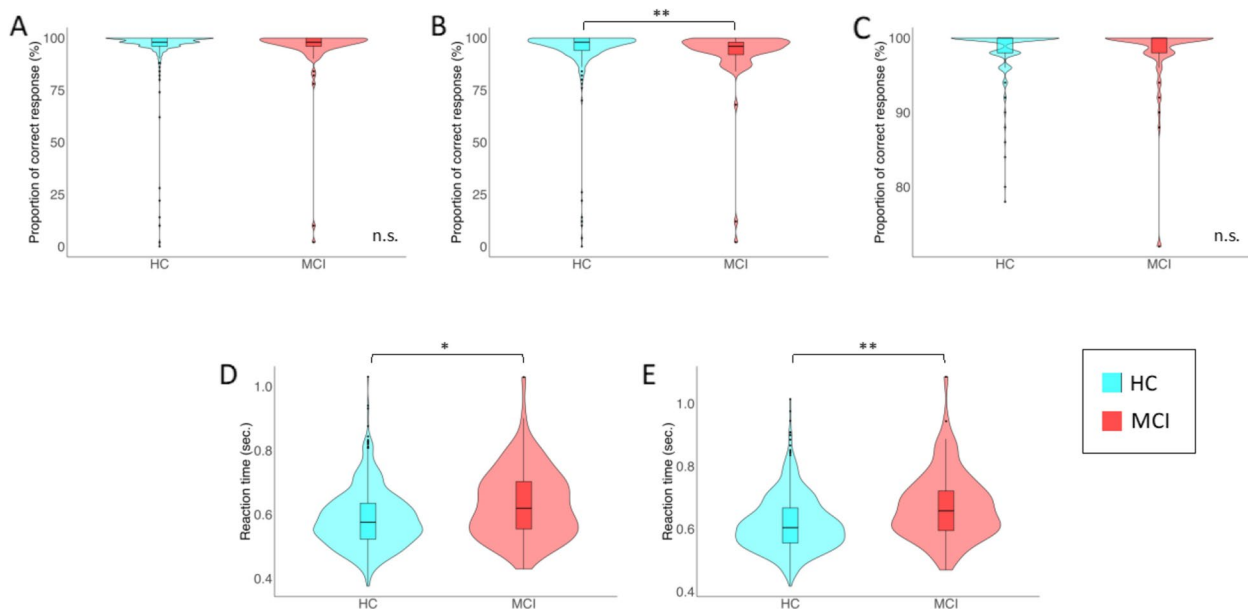 A
Proportion of correct response (%)
100
75
50
25
0
HC
MCI
n.s.
B
**
Proportion of correct response (%)
100
75
50
25
0
HC
MCI
C
Proportion of correct response (%)
100
90
80
HC
MCI
n.s.
D
*
Reaction time (sec.)
1.0
0.8
0.6
0.4
HC
MCI
E
**
Reaction time (sec.)
1.0
0.8
0.6
0.4
HC
MCI
HC
MCI